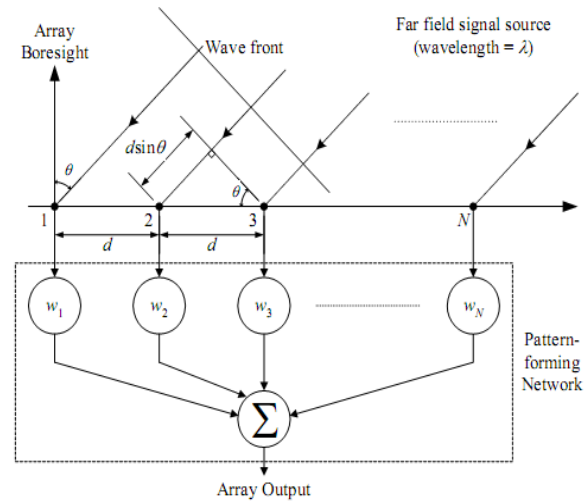 Array
Boresight
Wave front
Far field signal source
(wavelength = λ)
dsinθ
θ
θ
1
2
3
N
d
d
w₁
w₂
w₃
w_N
Pattern-
forming
Network
Σ
Array Output